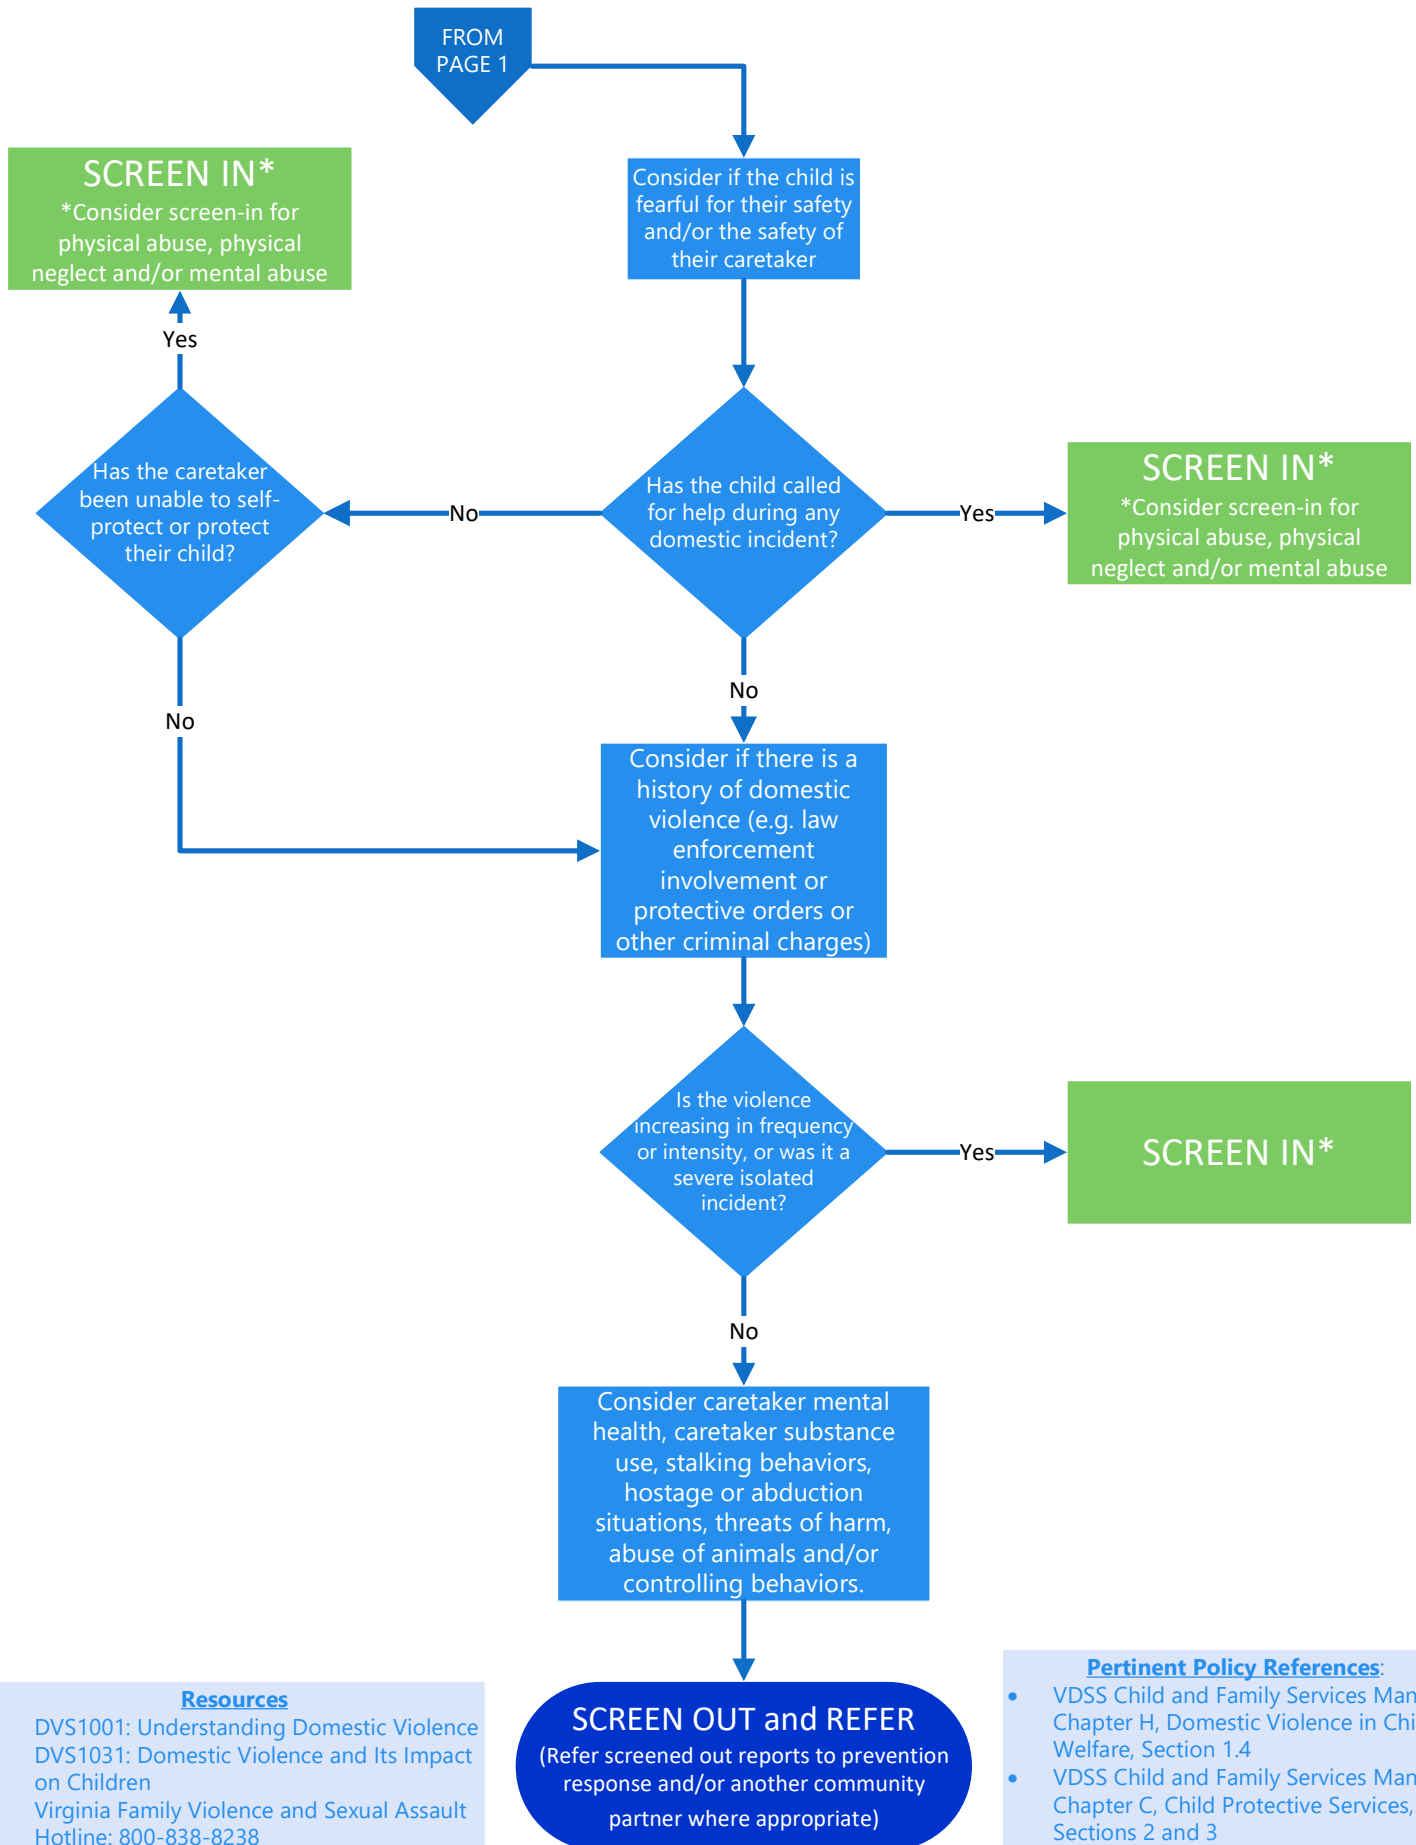 FROM
PAGE 1
SCREEN IN*
*Consider screen-in for
physical abuse, physical
neglect and/or mental abuse
Consider if the child is
fearful for their safety
and/or the safety of
their caretaker
Yes
Has the caretaker
been unable to self-
protect or protect
their child?
No
Has the child called
for help during any
domestic incident?
Yes
SCREEN IN*
*Consider screen-in for
physical abuse, physical
neglect and/or mental abuse
No
No
Consider if there is a
history of domestic
violence (e.g. law
enforcement
involvement or
protective orders or
other criminal charges)
Is the violence
increasing in frequency
or intensity, or was it a
severe isolated
incident?
Yes
SCREEN IN*
No
Consider caretaker mental
health, caretaker substance
use, stalking behaviors,
hostage or abduction
situations, threats of harm,
abuse of animals and/or
controlling behaviors.
SCREEN OUT and REFER
(Refer screened out reports to prevention
response and/or another community
partner where appropriate)
Resources
DVS1001: Understanding Domestic Violence
DVS1031: Domestic Violence and Its Impact
on Children
Virginia Family Violence and Sexual Assault
Hotline: 800-838-8238
Pertinent Policy References:
• VDSS Child and Family Services Man
Chapter H, Domestic Violence in Chi
Welfare, Section 1.4
• VDSS Child and Family Services Man
Chapter C, Child Protective Services,
Sections 2 and 3